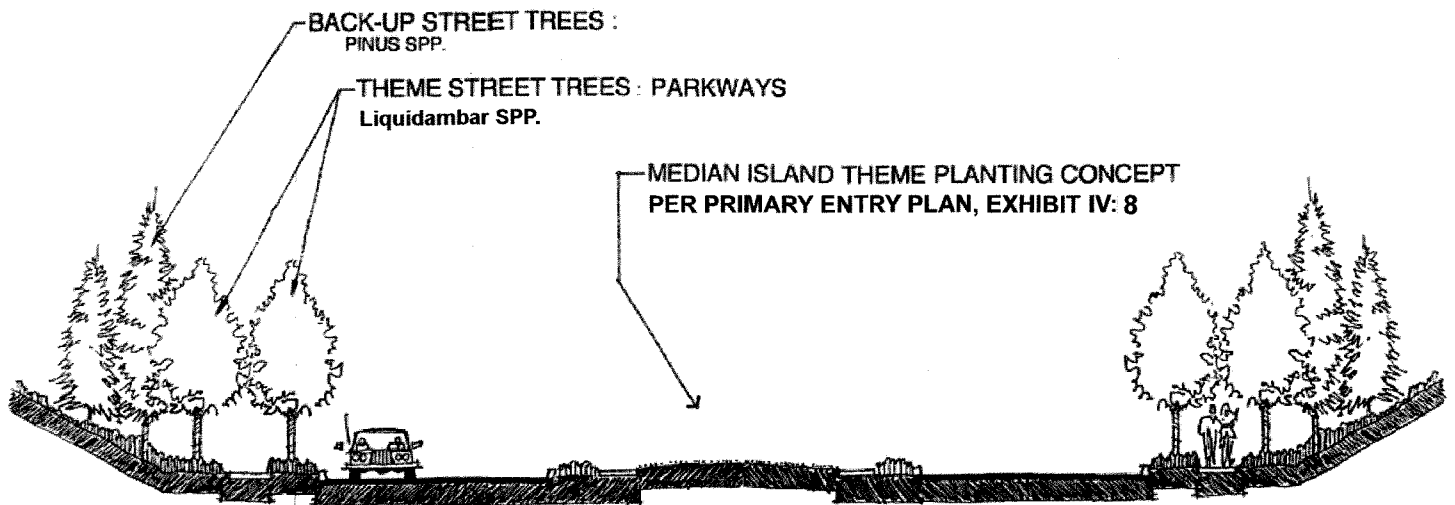 BACK-UP STREET TREES :
PINUS SPP.
THEME STREET TREES : PARKWAYS
Liquidambar SPP.
MEDIAN ISLAND THEME PLANTING CONCEPT
PER PRIMARY ENTRY PLAN, EXHIBIT IV: 8